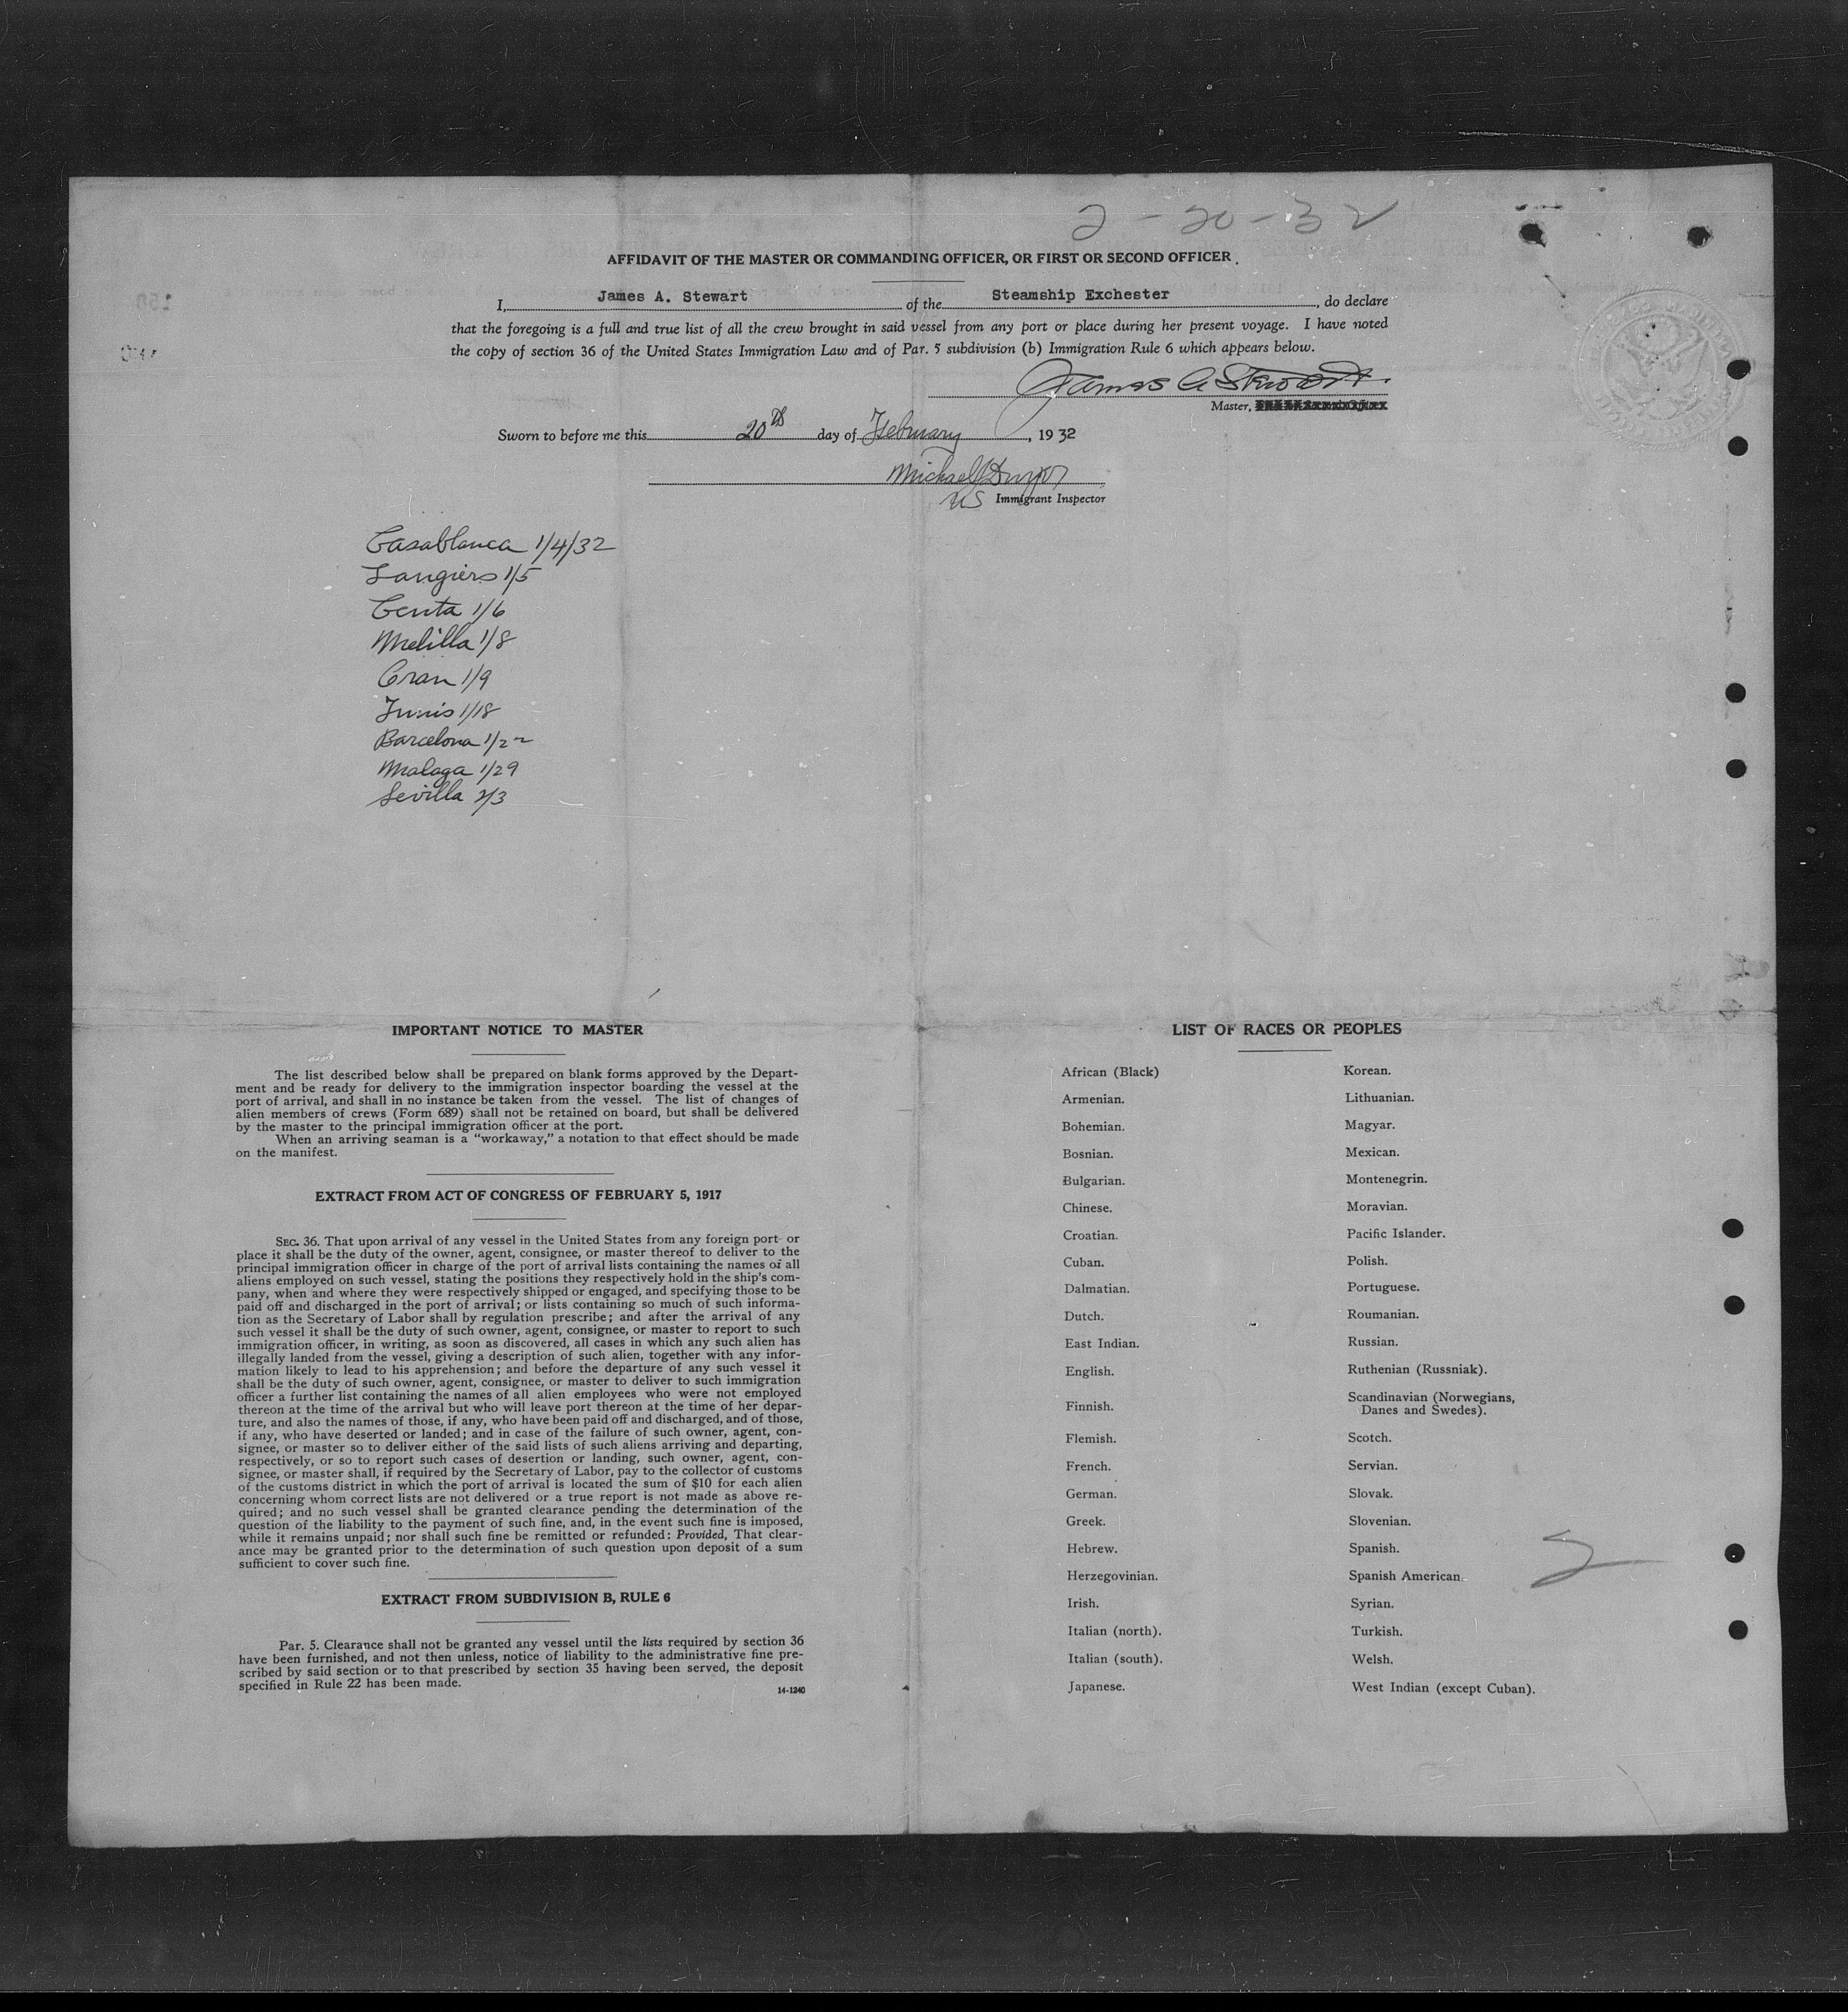 2-20-32
AFFIDAVIT OF THE MASTER OR COMMANDING OFFICER, OR FIRST OR SECOND OFFICER.
I, James A. Stewart of the Steamship Exchester, do declare
that the foregoing is a full and true list of all the crew brought in said vessel from any port or place during her present voyage. I have noted
the copy of section 36 of the United States Immigration Law and of Par. 5 subdivision (b) Immigration Rule 6 which appears below.
James A Stewart.
Master,
Sworn to before me this 20th day of February, 1932
Michael
US Immigrant Inspector
Casablanca 1/4/32
Tangiers 1/5
Ceuta 1/6
Melilla 1/8
Oran 1/9
Tunis 1/18
Barcelona 1/22
Malaga 1/29
Sevilla 2/3
IMPORTANT NOTICE TO MASTER
The list described below shall be prepared on blank forms approved by the Depart-
ment and be ready for delivery to the immigration inspector boarding the vessel at the
port of arrival, and shall in no instance be taken from the vessel. The list of changes of
alien members of crews (Form 689) shall not be retained on board, but shall be delivered
by the master to the principal immigration officer at the port.
When an arriving seaman is a "workaway," a notation to that effect should be made
on the manifest.
EXTRACT FROM ACT OF CONGRESS OF FEBRUARY 5, 1917
SEC. 36. That upon arrival of any vessel in the United States from any foreign port or
place it shall be the duty of the owner, agent, consignee, or master thereof to deliver to the
principal immigration officer in charge of the port of arrival lists containing the names of all
aliens employed on such vessel, stating the positions they respectively hold in the ship's com-
pany, when and where they were respectively shipped or engaged, and specifying those to be
paid off and discharged in the port of arrival; or lists containing so much of such informa-
tion as the Secretary of Labor shall by regulation prescribe; and after the arrival of any
such vessel it shall be the duty of such owner, agent, consignee, or master to report to such
immigration officer, in writing, as soon as discovered, all cases in which any such alien has
illegally landed from the vessel, giving a description of such alien, together with any infor-
mation likely to lead to his apprehension; and before the departure of any such vessel it
shall be the duty of such owner, agent, consignee, or master to deliver to such immigration
officer a further list containing the names of all alien employees who were not employed
thereon at the time of the arrival but who will leave port thereon at the time of her depar-
ture, and also the names of those, if any, who have been paid off and discharged, and of those,
if any, who have deserted or landed; and in case of the failure of such owner, agent, con-
signee, or master so to deliver either of the said lists of such aliens arriving and departing,
respectively, or so to report such cases of desertion or landing, such owner, agent, con-
signee, or master shall, if required by the Secretary of Labor, pay to the collector of customs
of the customs district in which the port of arrival is located the sum of $10 for each alien
concerning whom correct lists are not delivered or a true report is not made as above re-
quired; and no such vessel shall be granted clearance pending the determination of the
question of the liability to the payment of such fine, and, in the event such fine is imposed,
while it remains unpaid; nor shall such fine be remitted or refunded: Provided, That clear-
ance may be granted prior to the determination of such question upon deposit of a sum
sufficient to cover such fine.
EXTRACT FROM SUBDIVISION B, RULE 6
Par. 5. Clearance shall not be granted any vessel until the lists required by section 36
have been furnished, and not then unless, notice of liability to the administrative fine pre-
scribed by said section or to that prescribed by section 35 having been served, the deposit
specified in Rule 22 has been made.
14-1240
LIST OF RACES OR PEOPLES
African (Black)
Armenian.
Bohemian.
Bosnian.
Bulgarian.
Chinese.
Croatian.
Cuban.
Dalmatian.
Dutch.
East Indian.
English.
Finnish.
Flemish.
French.
German.
Greek.
Hebrew.
Herzegovinian.
Irish.
Italian (north).
Italian (south).
Japanese.
Korean.
Lithuanian.
Magyar.
Mexican.
Montenegrin.
Moravian.
Pacific Islander.
Polish.
Portuguese.
Roumanian.
Russian.
Ruthenian (Russniak).
Scandinavian (Norwegians,
Danes and Swedes).
Scotch.
Servian.
Slovak.
Slovenian.
Spanish.
Spanish American.
Syrian.
Turkish.
Welsh.
West Indian (except Cuban).